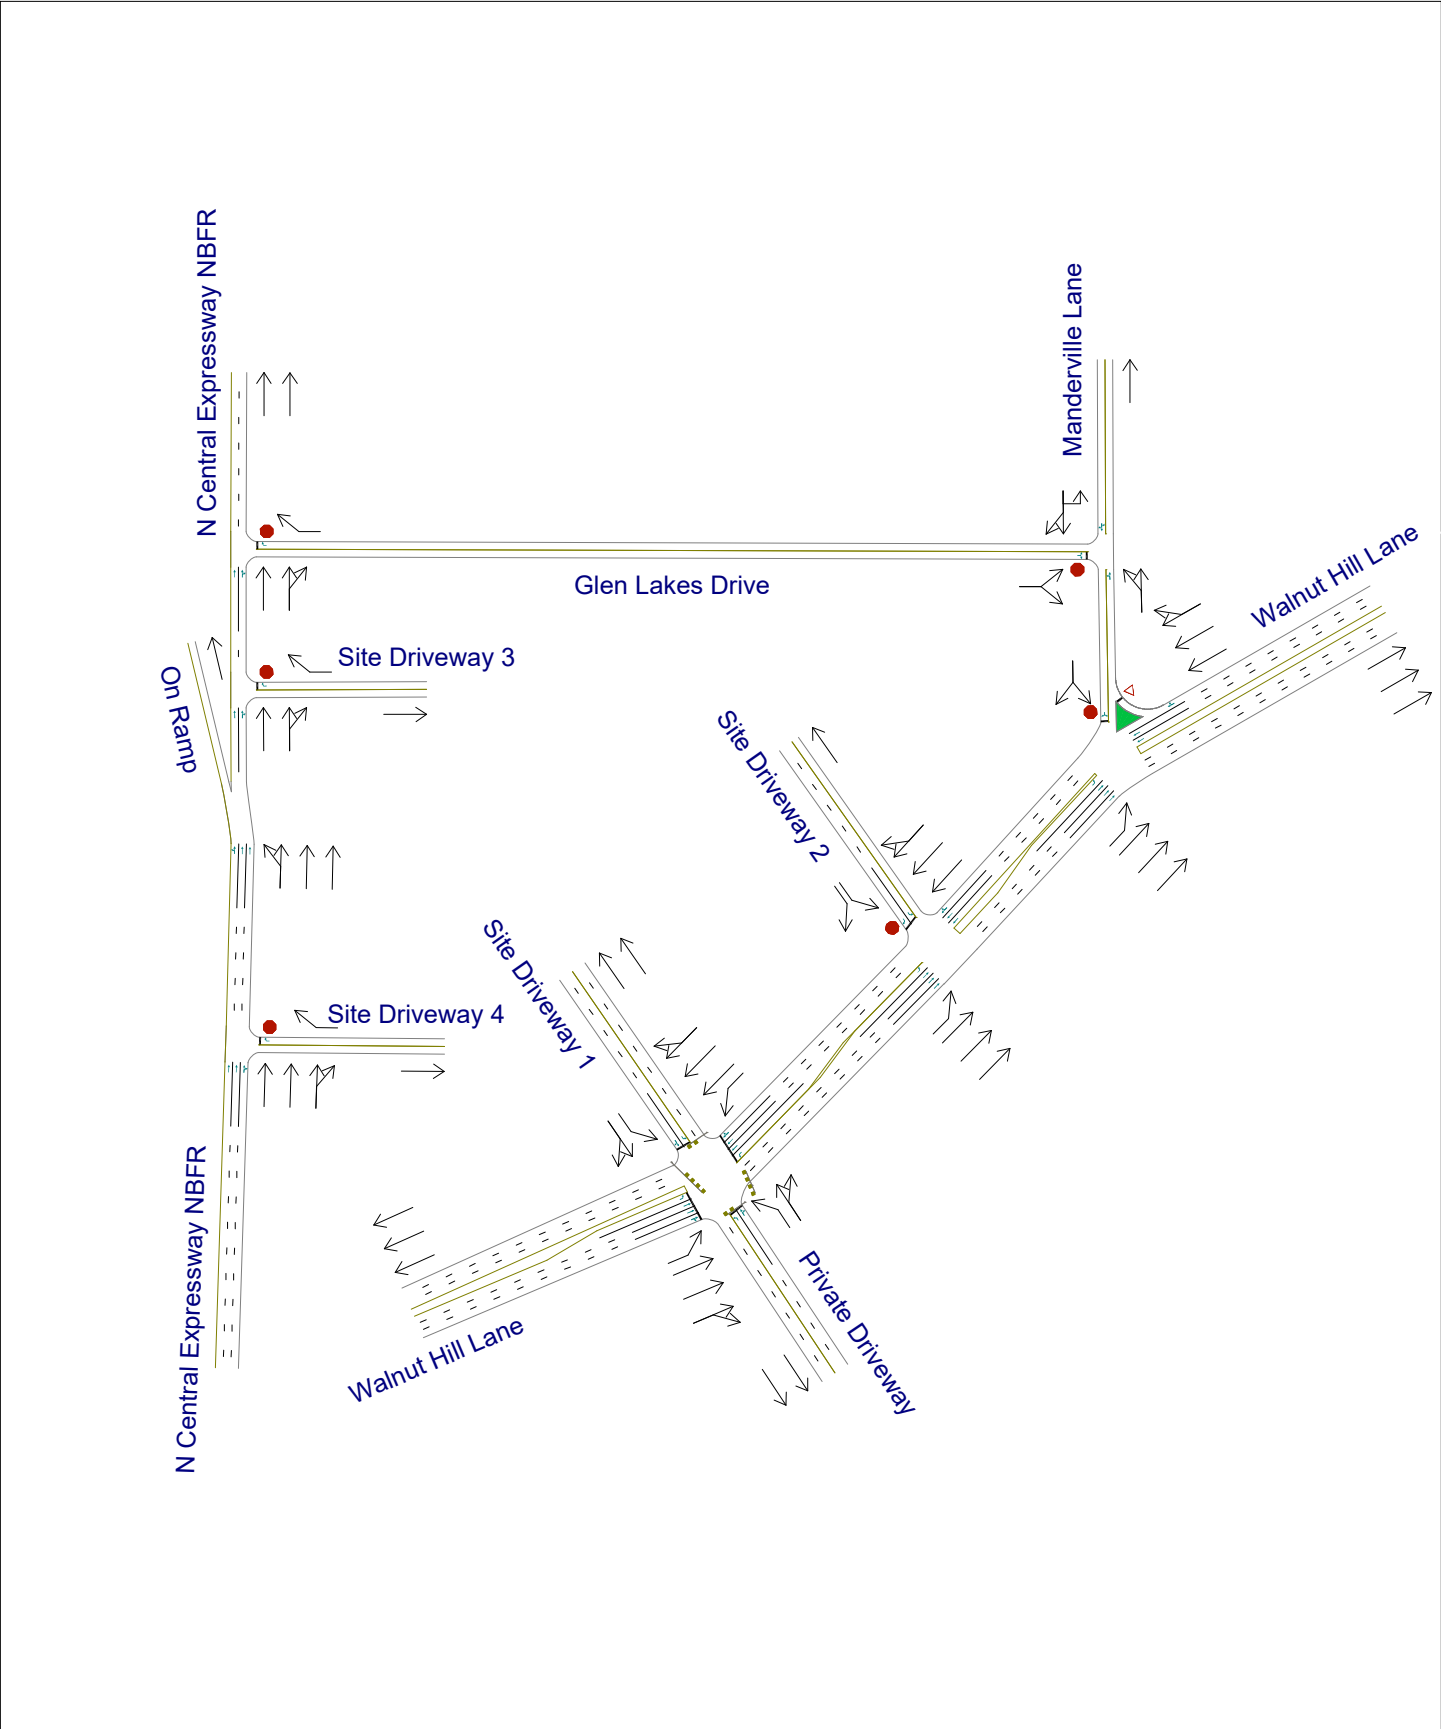 N Central Expressway NBFR
Manderville Lane
Walnut Hill Lane
Glen Lakes Drive
Site Driveway 3
On Ramp
Site Driveway 2
Site Driveway 1
Site Driveway 4
N Central Expressway NBFR
Private Driveway
Walnut Hill Lane